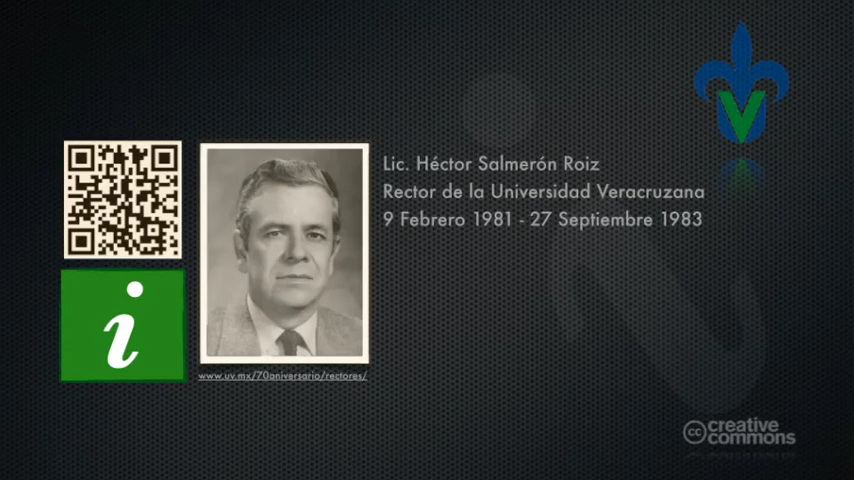 Lic. Héctor Salmerón Roiz
Rector de la Universidad Veracruzana
9 Febrero 1981 - 27 Septiembre 1983
i
www.uv.mx/70aniversario/rectores/
cc creative
commons